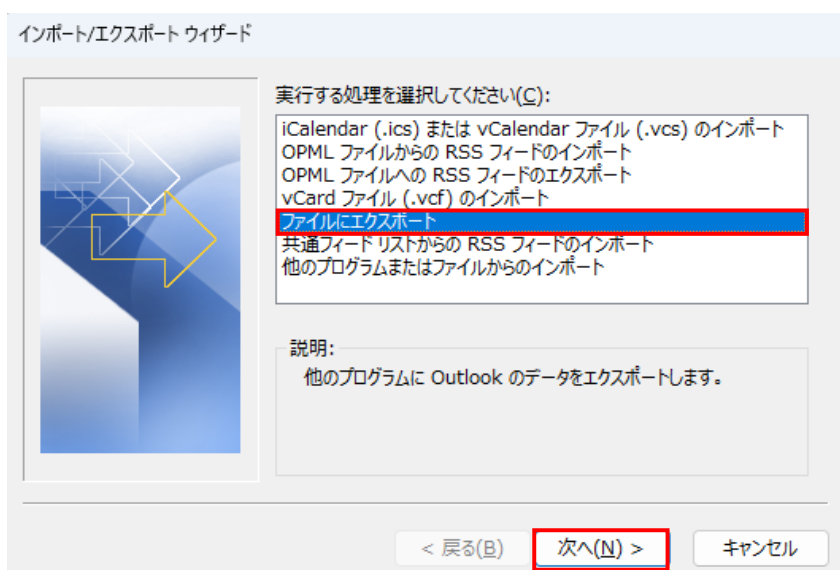 インポート/エクスポート ウィザード
実行する処理を選択してください(C):
iCalendar (.ics) または vCalendar ファイル (.vcs) のインポート
OPML ファイルからの RSS フィードのインポート
OPML ファイルへの RSS フィードのエクスポート
vCard ファイル (.vcf) のインポート
ファイルにエクスポート
共通フィード リストからの RSS フィードのインポート
他のプログラムまたはファイルからのインポート
説明:
他のプログラムに Outlook のデータをエクスポートします。
< 戻る(B) 次へ(N) > キャンセル